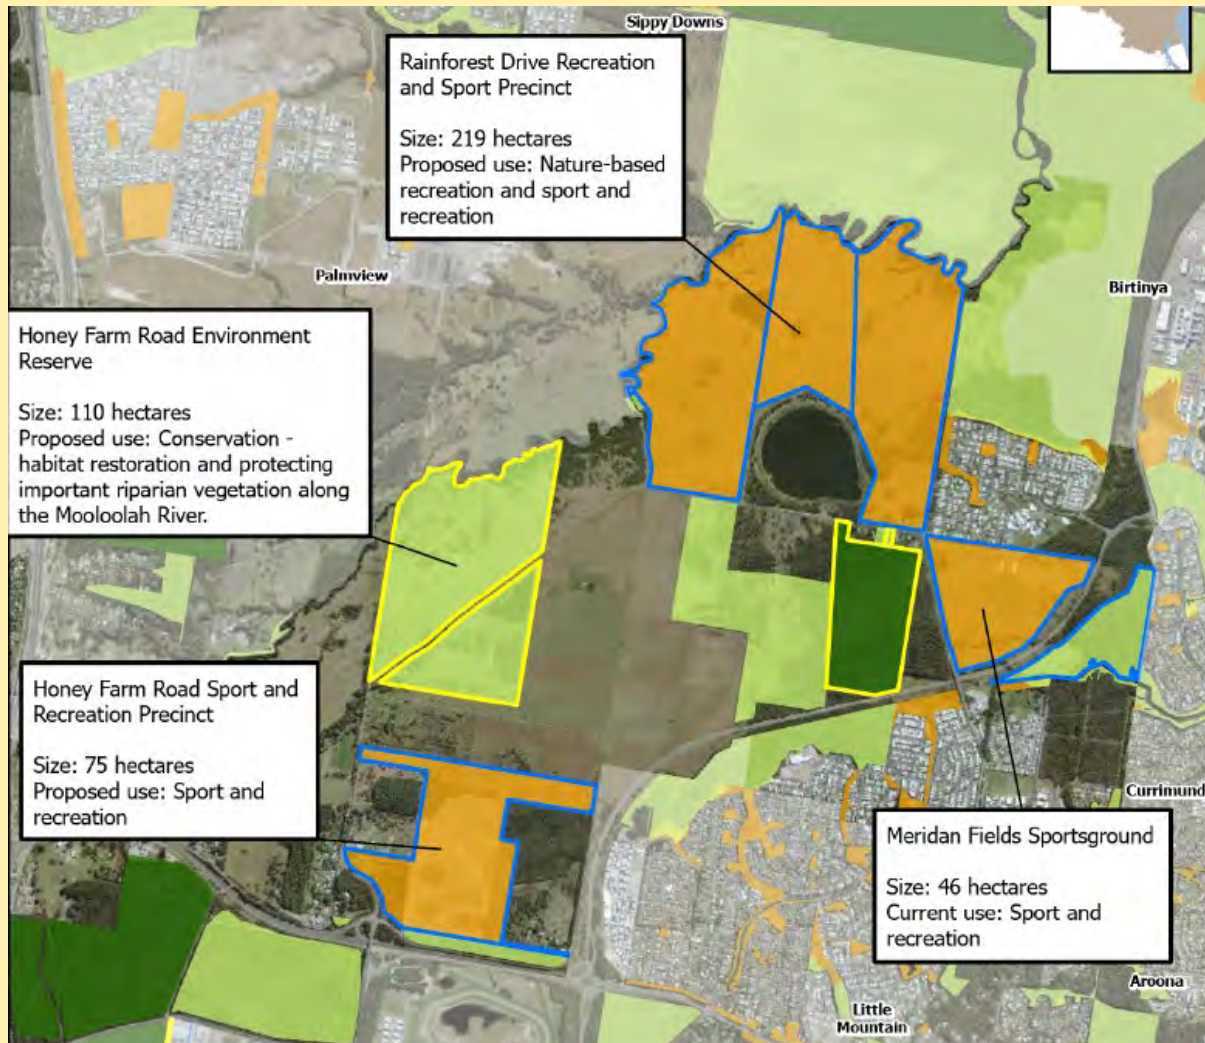 Sippy Downs
Rainforest Drive Recreation
and Sport Precinct
Size: 219 hectares
Proposed use: Nature-based
recreation and sport and
recreation
Palmview
Birtinya
Honey Farm Road Environment
Reserve
Size: 110 hectares
Proposed use: Conservation -
habitat restoration and protecting
important riparian vegetation along
the Mooloolah River.
Honey Farm Road Sport and
Recreation Precinct
Size: 75 hectares
Proposed use: Sport and
recreation
Currimund
Meridan Fields Sportsground
Size: 46 hectares
Current use: Sport and
recreation
Aroona
Little
Mountain